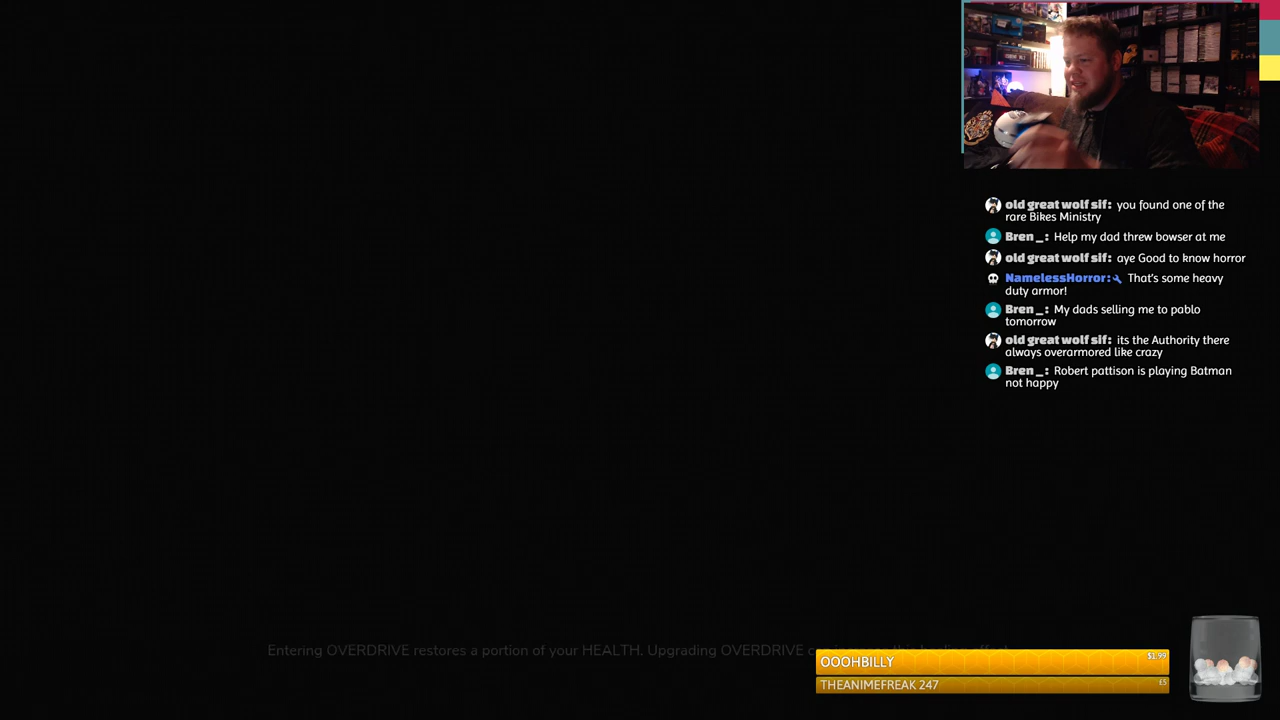 old great wolf sif: you found one of the
rare Bikes Ministry
Bren _: Help my dad threw bowser at me
old great wolf sif: aye Good to know horror
NamelessHorror: That's some heavy
duty armor!
Bren _: My dads selling me to pablo
tomorrow
old great wolf sif: its the Authority there
always overarmored like crazy
Bren _: Robert pattison is playing Batman
not happy
Entering OVERDRIVE restores a portion of your HEALTH. Upgrading OVERDRIVE
OOOHBILLY $1.99
THEANIMEFREAK 247 £5